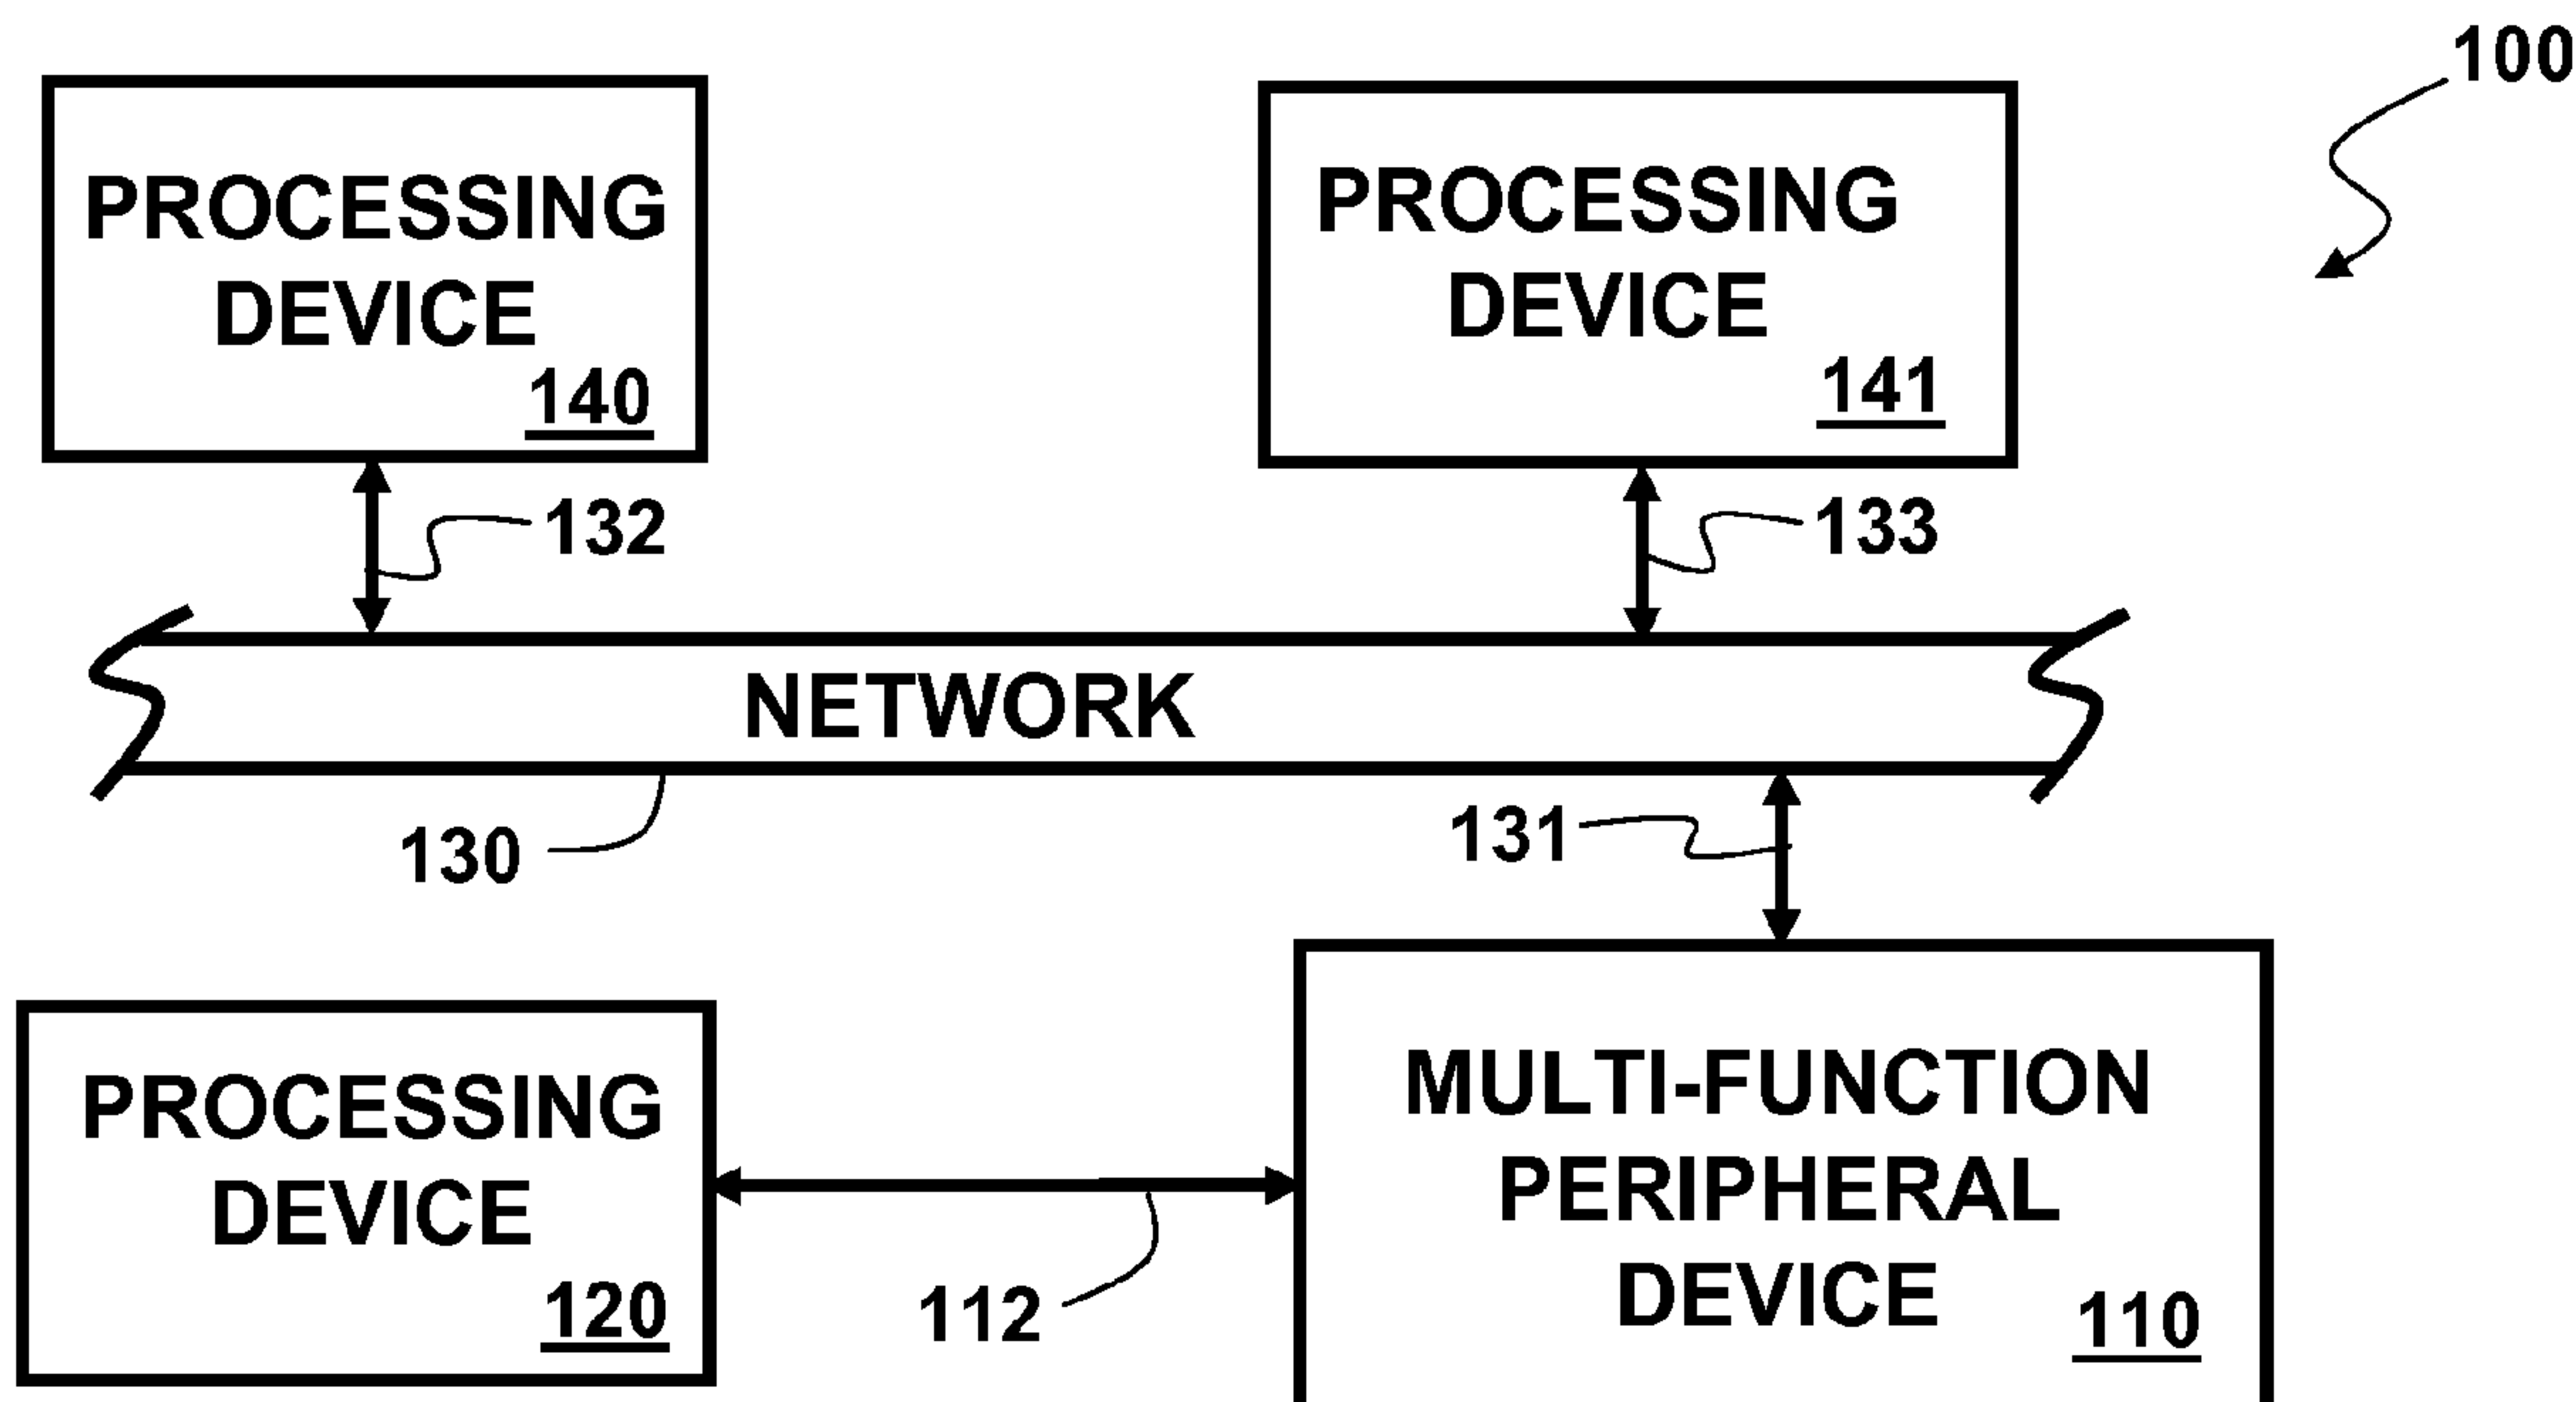 100
PROCESSING
DEVICE
140
PROCESSING
DEVICE
141
132
133
NETWORK
130
131
PROCESSING
DEVICE
120
112
MULTI-FUNCTION
PERIPHERAL
DEVICE
110